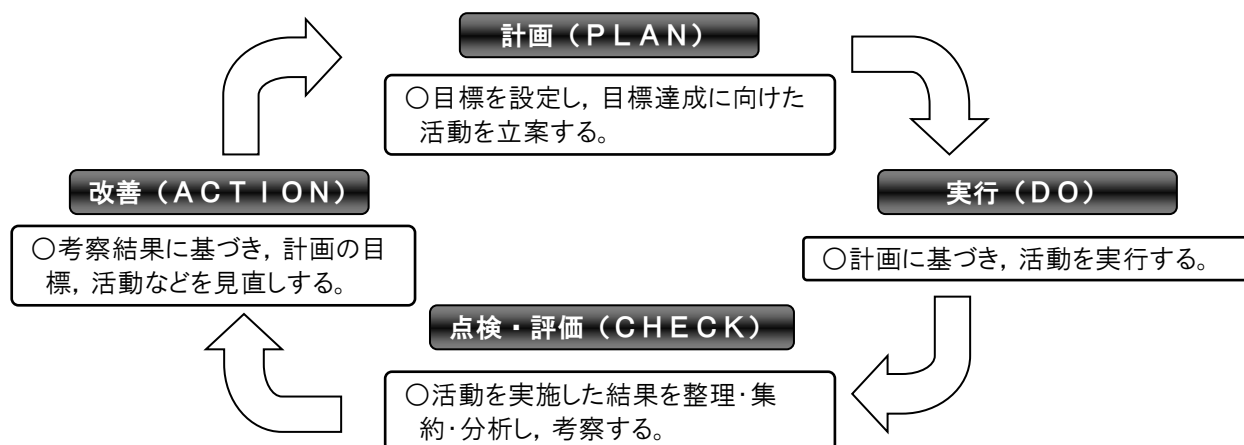 計画（ＰＬＡＮ）
○目標を設定し，目標達成に向けた
活動を立案する。
改善（ＡＣＴＩＯＮ）
実行（ＤＯ）
○考察結果に基づき，計画の目
標，活動などを見直しする。
○計画に基づき，活動を実行する。
点検・評価（ＣＨＥＣＫ）
○活動を実施した結果を整理・集
約・分析し，考察する。